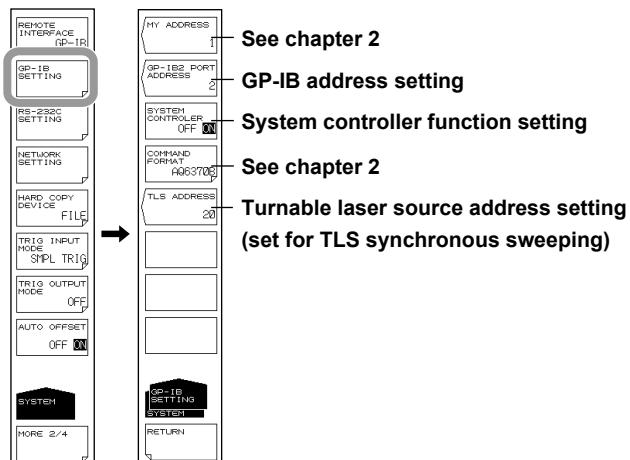 REMOTE
INTERFACE
GP-IB
GP-IB
SETTING
RS-232C
SETTING
NETWORK
SETTING
HARD COPY
DEVICE
FILE
TRIG INPUT
MODE
SMPL TRIG
TRIG OUTPUT
MODE
OFF
AUTO OFFSET
OFF ON
SYSTEM
MORE 2/4
MY ADDRESS
1
GP-IB2 PORT
ADDRESS
2
SYSTEM
CONTROLER
OFF ON
COMMAND
FORMAT
AQ6370B
TLS ADDRESS
20
GP-IB
SETTING
SYSTEM
RETURN
See chapter 2
GP-IB address setting
System controller function setting
See chapter 2
Turnable laser source address setting
(set for TLS synchronous sweeping)